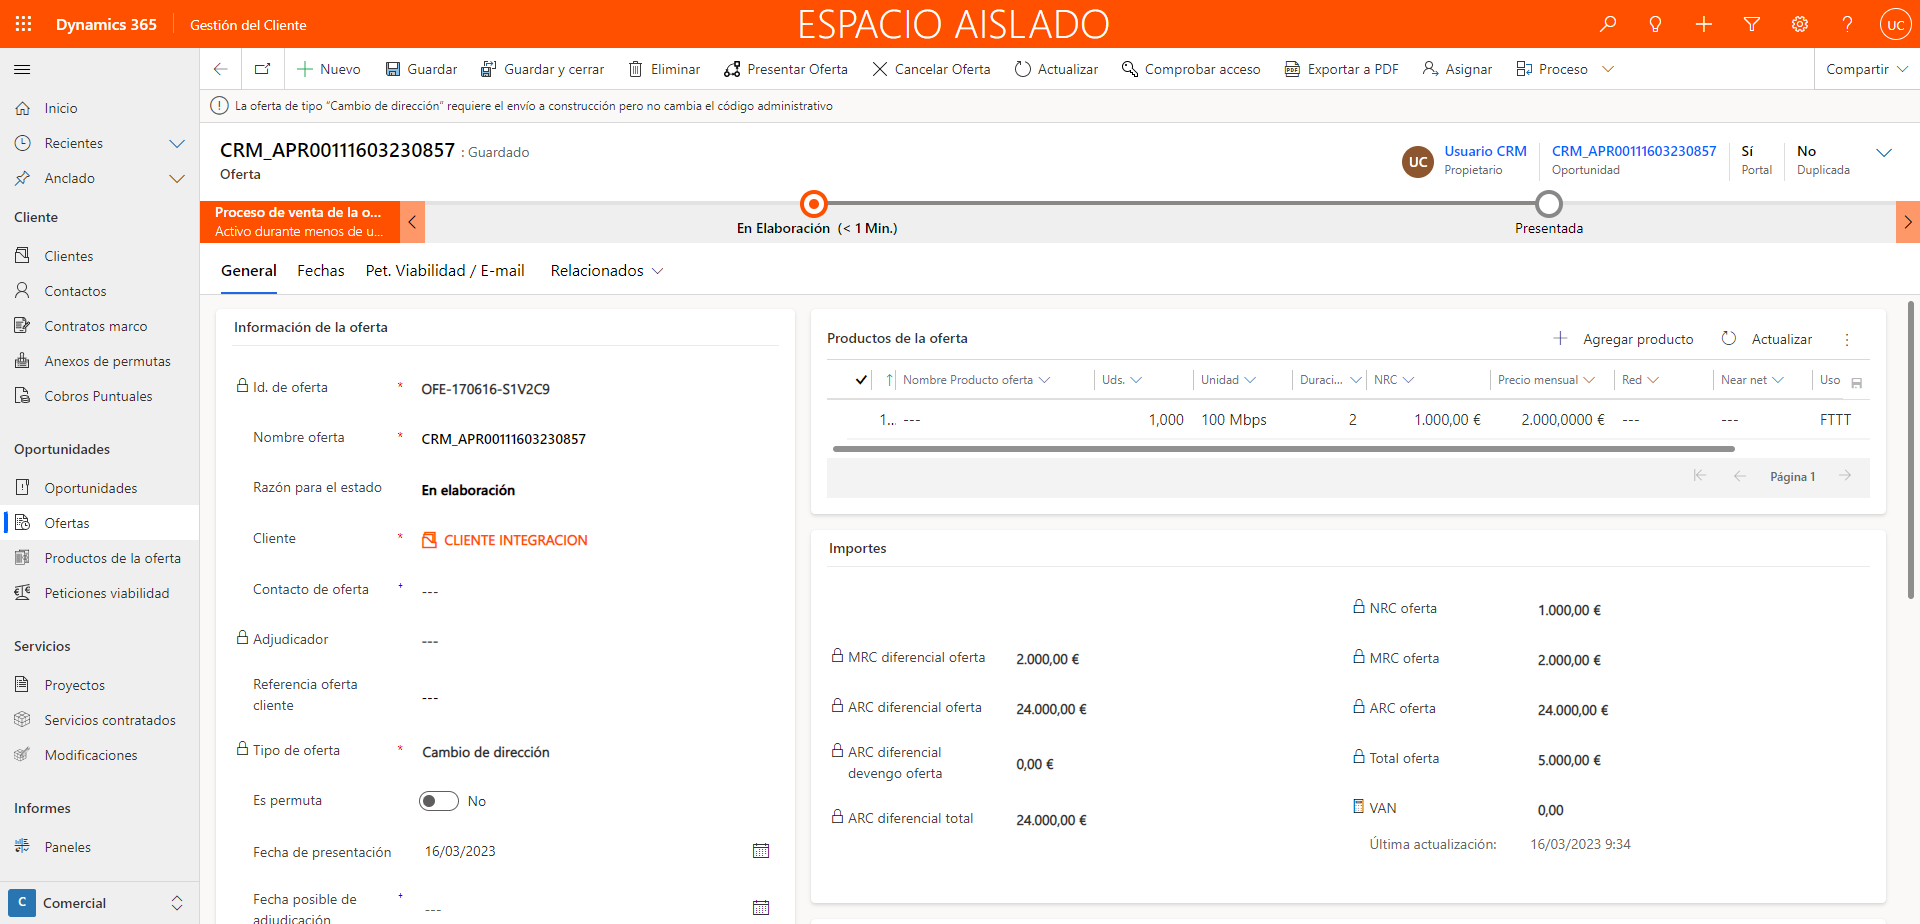 Dynamics 365
Gestión del Cliente
ESPACIO AISLADO
UC
Nuevo
Guardar
Guardar y cerrar
Eliminar
Presentar Oferta
Cancelar Oferta
Actualizar
Comprobar acceso
Exportar a PDF
Asignar
Proceso
Compartir
La oferta de tipo "Cambio de dirección" requiere el envío a construcción pero no cambia el código administrativo
Inicio
Recientes
Anclado
Cliente
Clientes
Contactos
Contratos marco
Anexos de permutas
Cobros Puntuales
Oportunidades
Oportunidades
Ofertas
Productos de la oferta
Peticiones viabilidad
Servicios
Proyectos
Servicios contratados
Modificaciones
Informes
Paneles
C
Comercial
CRM_APR00111603230857 : Guardado
Oferta
UC
Usuario CRM
Propietario
CRM_APR00111603230857
Oportunidad
Sí
Portal
No
Duplicada
Proceso de venta de la o...
Activo durante menos de u...
En Elaboración (< 1 Min.)
Presentada
General
Fechas
Pet. Viabilidad / E-mail
Relacionados
Información de la oferta
Id. de oferta * OFE-170616-S1V2C9
Nombre oferta * CRM_APR00111603230857
Razón para el estado En elaboración
Cliente * CLIENTE INTEGRACION
Contacto de oferta + ---
Adjudicador ---
Referencia oferta
cliente ---
Tipo de oferta * Cambio de dirección
Es permuta No
Fecha de presentación 16/03/2023
Fecha posible de
adjudicación + ---
Productos de la oferta
Agregar producto
Actualizar
Nombre Producto oferta Uds. Unidad Duraci... NRC Precio mensual Red Near net Uso
1... --- 1,000 100 Mbps 2 1.000,00 € 2.000,0000 € --- --- FTTT
Página 1
Importes
MRC diferencial oferta 2.000,00 €
ARC diferencial oferta 24.000,00 €
ARC diferencial
devengo oferta 0,00 €
ARC diferencial total 24.000,00 €
NRC oferta 1.000,00 €
MRC oferta 2.000,00 €
ARC oferta 24.000,00 €
Total oferta 5.000,00 €
VAN 0,00
Última actualización: 16/03/2023 9:34